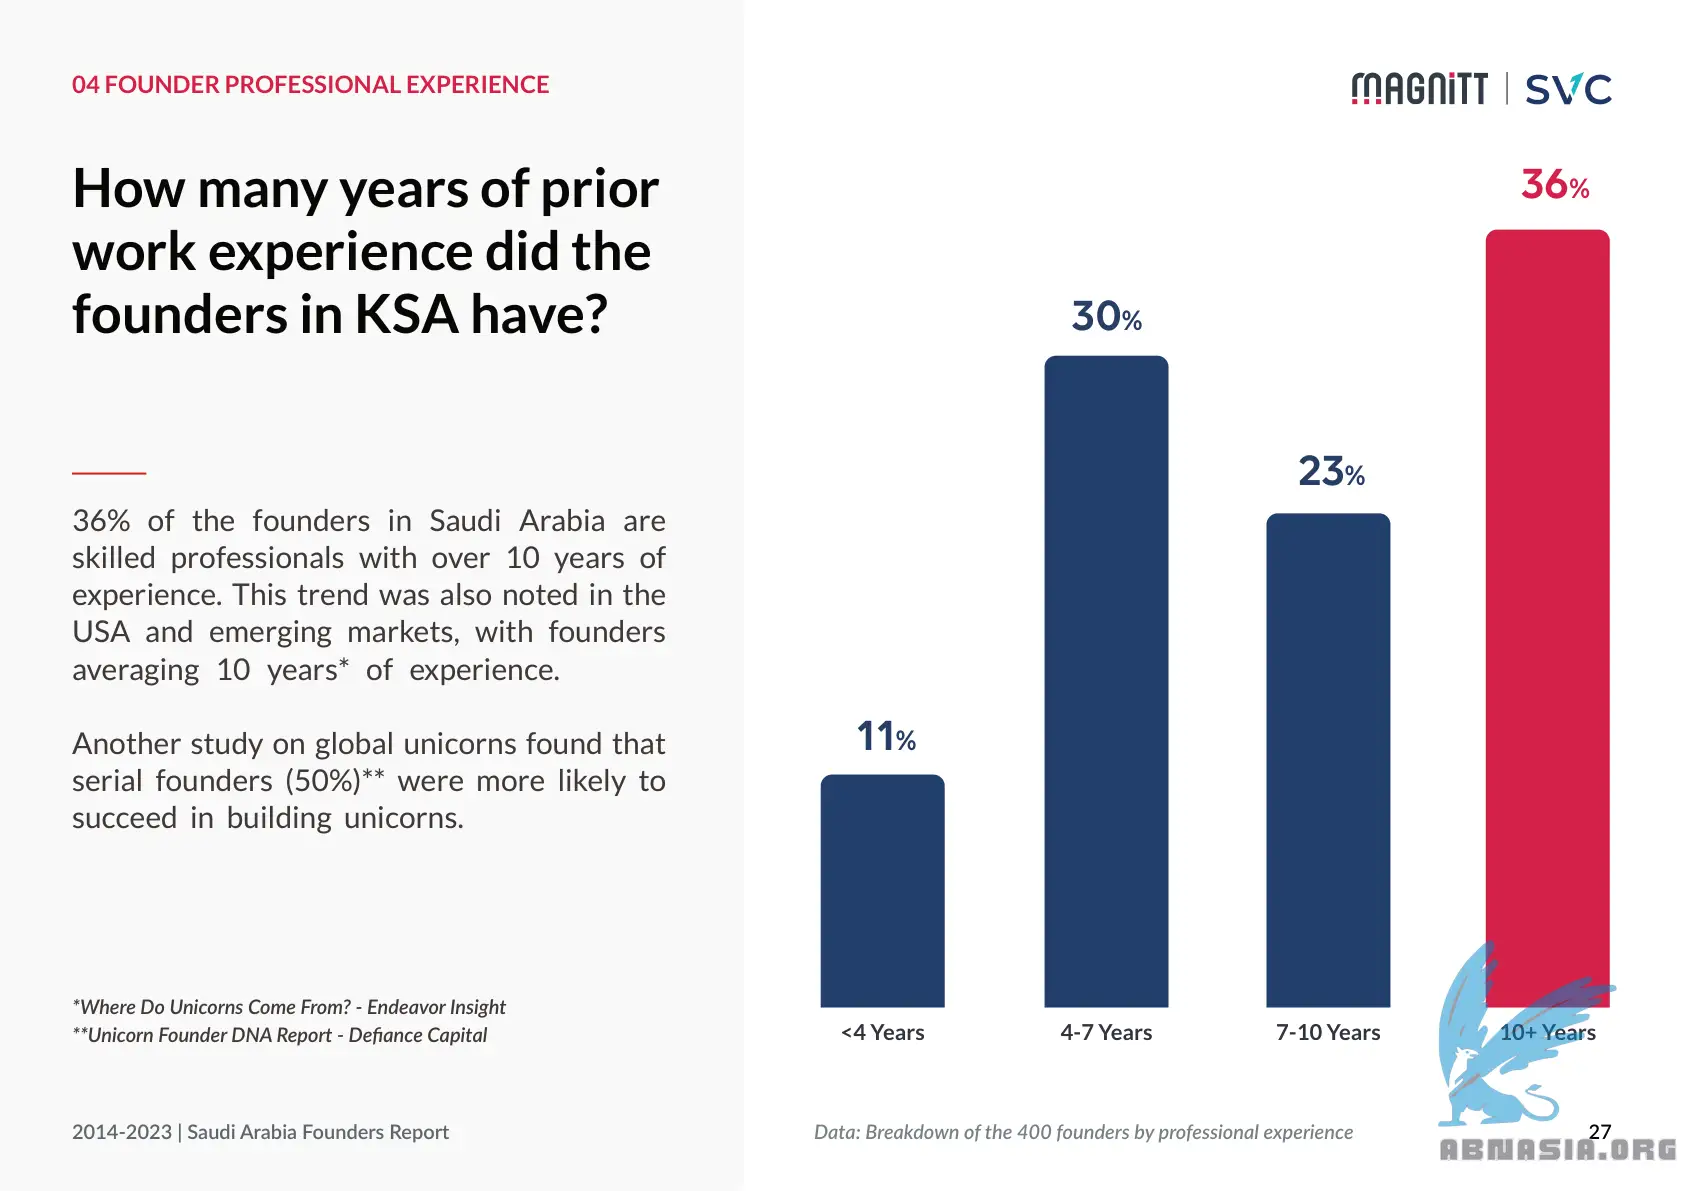 04 FOUNDER PROFESSIONAL EXPERIENCE
MAGNiTT | SVC
How many years of prior
work experience did the
founders in KSA have?
36% of the founders in Saudi Arabia are
skilled professionals with over 10 years of
experience. This trend was also noted in the
USA and emerging markets, with founders
averaging 10 years* of experience.
Another study on global unicorns found that
serial founders (50%)** were more likely to
succeed in building unicorns.
*Where Do Unicorns Come From? - Endeavor Insight
**Unicorn Founder DNA Report - Defiance Capital
2014-2023 | Saudi Arabia Founders Report
11%
30%
23%
36%
<4 Years
4-7 Years
7-10 Years
10+ Years
Data: Breakdown of the 400 founders by professional experience
27
ABNASIA.ORG